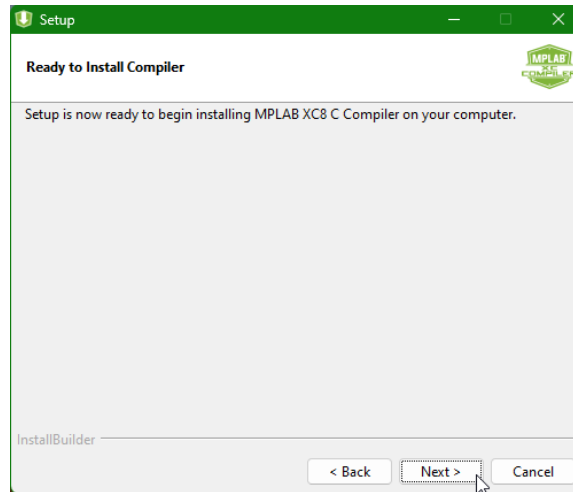 Setup
Ready to Install Compiler
MPLAB
XC
COMPILER
Setup is now ready to begin installing MPLAB XC8 C Compiler on your computer.
InstallBuilder
< Back
Next >
Cancel